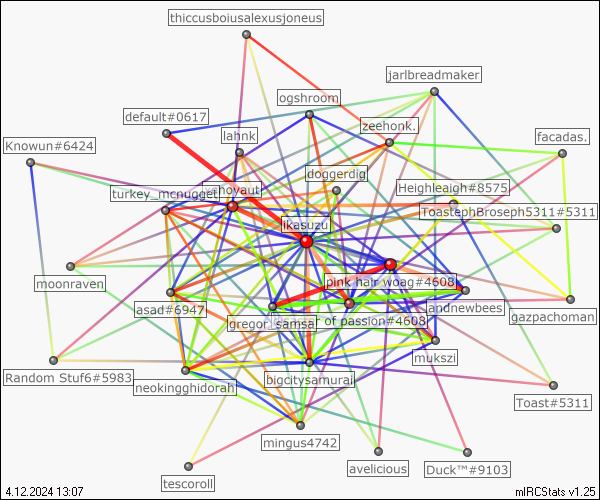 thiccusboiusalexusjoneus
jarlbreadmaker
ogshroom
default#0617
zeehonk.
lahnk
facadas.
Knowun#6424
doggerdig
Heighleaigh#8575
turkey_mcnugget
hoyaut
ToastephBroseph5311#5311
ikasuzu
moonraven
pink hair woag#4608
andnewbees
asad#6947
gregor_samsa
of passion#4608
gazpachoman
mukszi
Random Stuf6#5983
bigcitysamurai
neokingghidorah
Toast#5311
mingus4742
avelicious
Duck™#9103
tescoroll
4.12.2024 13:07
mIRCStats v1.25